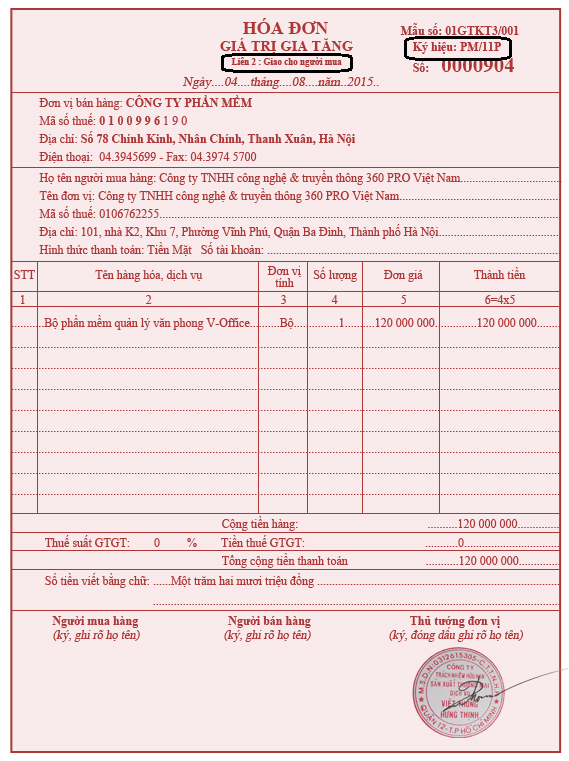 HÓA ĐƠN
GIÁ TRỊ GIA TĂNG
Liên 2 : Giao cho người mua
Ngày....04....tháng....08....năm...2015..
Mẫu số: 01GTKT3/001
Ký hiệu: PM/11P
Số: 0000904
Đơn vị bán hàng: CÔNG TY PHẦN MỀM
Mã số thuế: 0 1 0 0 9 9 6 1 9 0
Địa chỉ: Số 78 Chính Kinh, Nhân Chính, Thanh Xuân, Hà Nội
Điện thoại: 04.3945699 - Fax: 04.3974 5700
Họ tên người mua hàng: Công ty TNHH công nghệ & truyền thông 360 PRO Việt Nam
Tên đơn vị: Công ty TNHH công nghệ & truyền thông 360 PRO Việt Nam
Mã số thuế: 0106762255
Địa chỉ: 101, nhà K2, Khu 7, Phường Vĩnh Phú, Quận Ba Đình, Thành phố Hà Nội
Hình thức thanh toán: Tiền Mặt Số tài khoản:
STT Tên hàng hóa, dịch vụ Đơn vị tính Số lượng Đơn giá Thành tiền
1 2 3 4 5 6=4x5
Bộ phần mềm quản lý văn phong V-Office Bộ 1 120 000 000 120 000 000
Cộng tiền hàng: 120 000 000
Thuế suất GTGT: 0 % Tiền thuế GTGT: 0
Tổng cộng tiền thanh toán 120 000 000
Số tiền viết bằng chữ: Một trăm hai mươi triệu đồng
Người mua hàng Người bán hàng Thủ tướng đơn vị
(ký, ghi rõ họ tên) (ký, ghi rõ họ tên) (ký, đóng dấu ghi rõ họ tên)
M.S.D.N:0312615305-C.T.T.N.H.H
CÔNG TY
TRÁCH NHIỆM HỮU HẠN
SẢN XUẤT THƯƠNG MẠI
DỊCH VỤ
VIỆT NHUNG
HƯNG THỊNH
QUẬN 12-T.P HỒ CHÍ MINH